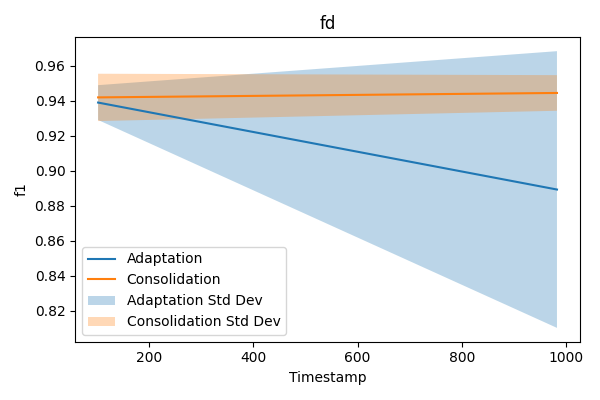 fd
0.96
0.94
0.92
0.90
0.88
0.86
0.84
0.82
f1
Adaptation
Consolidation
Adaptation Std Dev
Consolidation Std Dev
200
400
600
800
1000
Timestamp